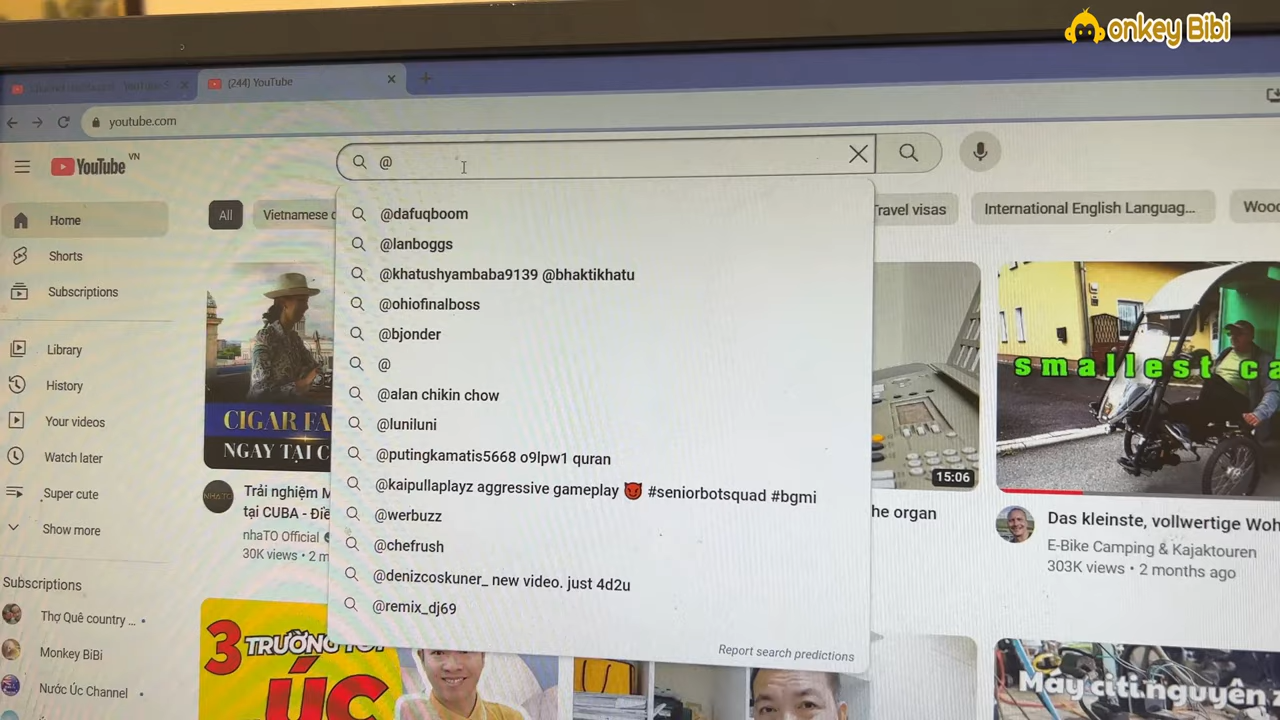 onkey Bibi
(244) YouTube
youtube.com
YouTube VN
@
All
Vietnamese
Travel visas
International English Languag...
Home
Shorts
Subscriptions
Library
History
Your videos
Watch later
Super cute
Show more
Subscriptions
Thợ Quê country ...
Monkey BiBi
Nước Úc Channel
@dafuqboom
@lanboggs
@khatushyambaba9139 @bhaktikhatu
@ohiofinalboss
@bjonder
@
@alan chikin chow
@luniluni
@putingkamatis5668 o9lpw1 quran
@kaipullaplayz aggressive gameplay 😈 #seniorbotsquad #bgmi
@werbuzz
@chefrush
@denizcoskuner_ new video. just 4d2u
@remix_dj69
Report search predictions
CIGAR
NGAY TẠI
NHÀ TO
Trải nghiệm
tại CUBA
nhaTO Official
30K views • 2
15:06
he organ
smallest
Das kleinste, vollwertige
E-Bike Camping & Kajaktouren
303K views • 2 months ago
3 TRƯỜNG
ÚC
Máy citi nguyên